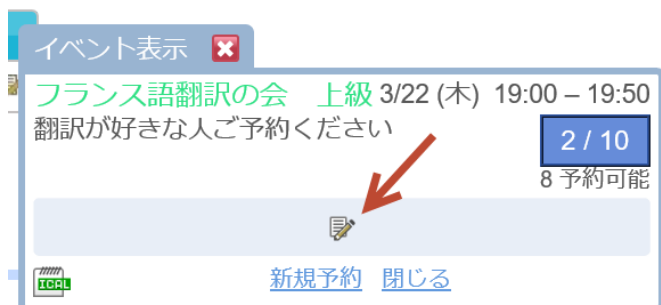 イベント表示
フランス語翻訳の会　上級 3/22 (木) 19:00 – 19:50
翻訳が好きな人ご予約ください
2 / 10
8 予約可能
ICAL
新規予約 閉じる